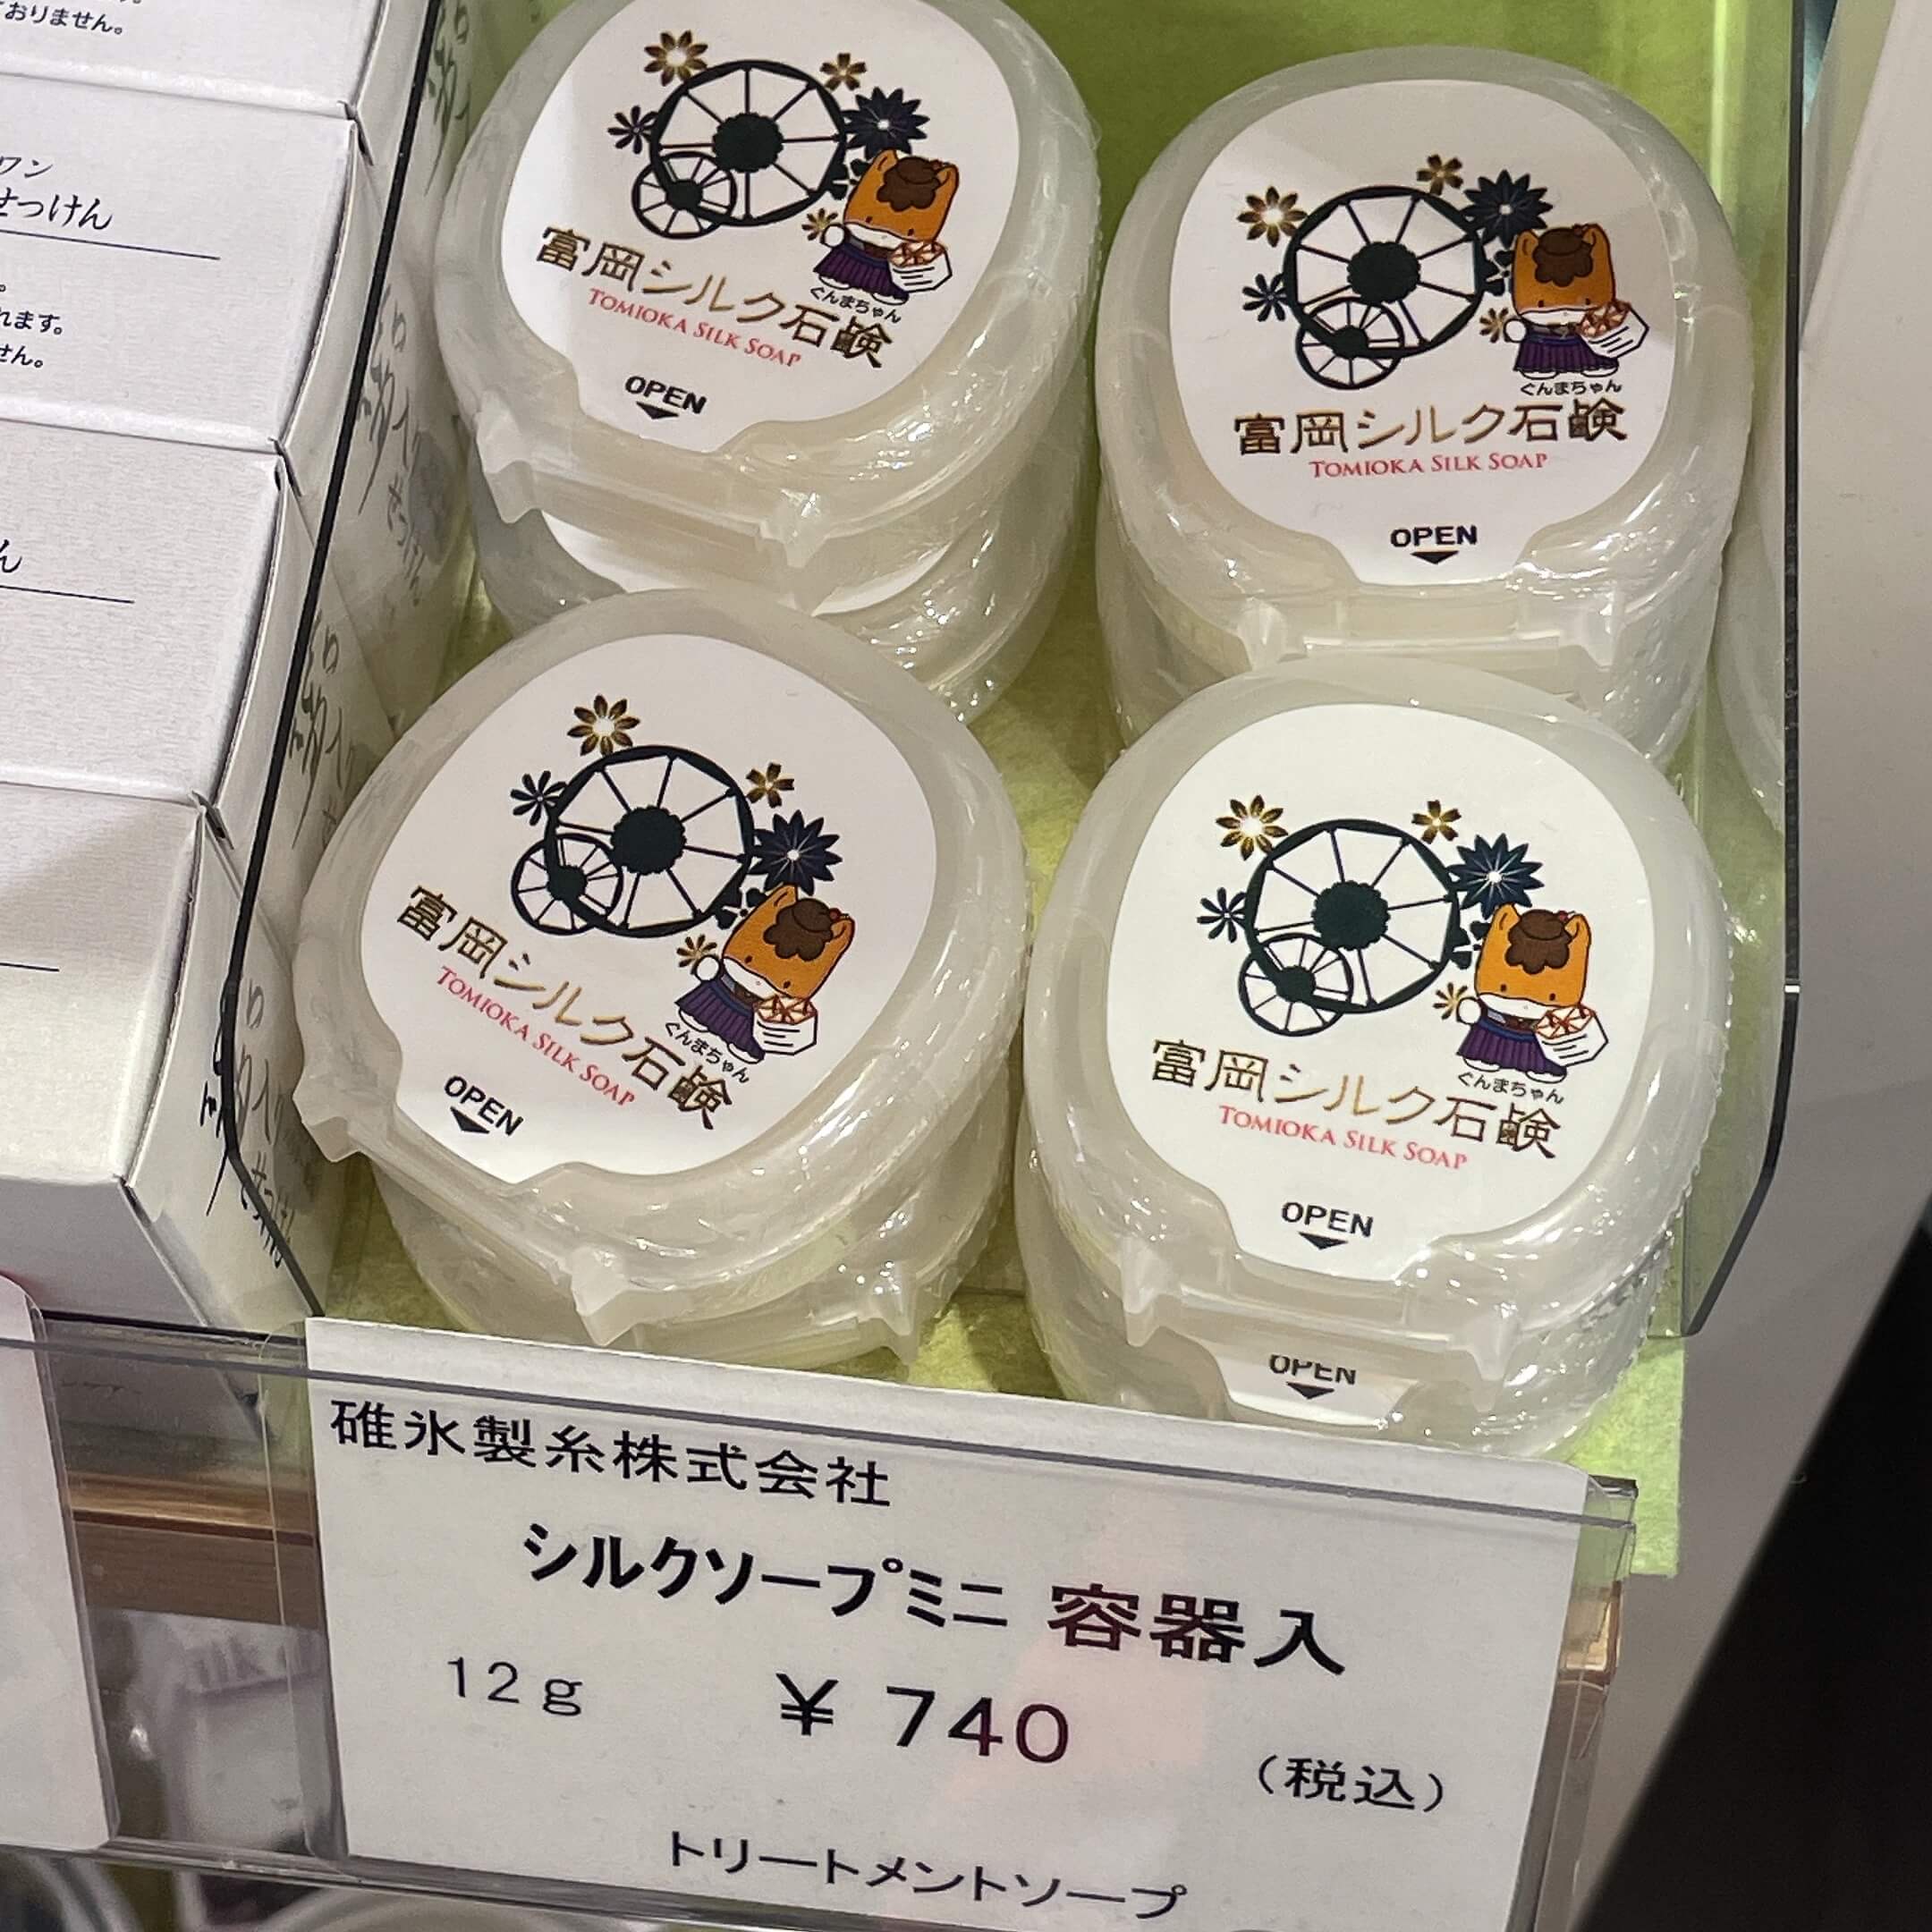 おりません。
ワン
せっけん
れます。
せん。
ん
ぐんまちゃん
富岡シルク石鹸
TOMIOKA SILK SOAP
OPEN
ぐんまちゃん
富岡シルク石鹸
TOMIOKA SILK SOAP
OPEN
ぐんまちゃん
富岡シルク石鹸
TOMIOKA SILK SOAP
OPEN
ぐんまちゃん
富岡シルク石鹸
TOMIOKA SILK SOAP
OPEN
OPEN
碓氷製糸株式会社
シルクソープミニ 容器入
12g ¥740 (税込)
トリートメントソープ